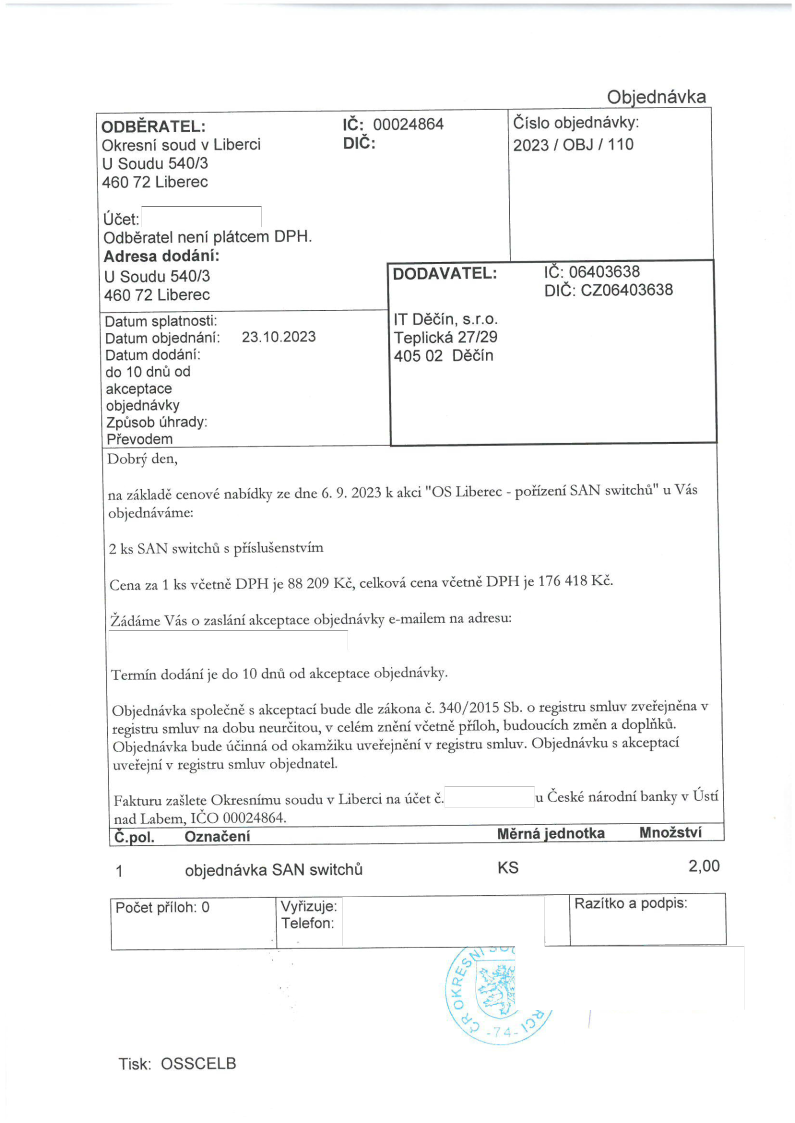 Objednávka
ODBĚRATEL:
Okresní soud v Liberci
U Soudu 540/3
460 72 Liberec
IČ: 00024864
DIČ:
Číslo objednávky:
2023 / OBJ / 110
Účet:
Odběratel není plátcem DPH.
Adresa dodání:
U Soudu 540/3
460 72 Liberec
DODAVATEL:
IČ: 06403638
DIČ: CZ06403638
IT Děčín, s.r.o.
Teplická 27/29
405 02 Děčín
Datum splatnosti:
Datum objednání: 23.10.2023
Datum dodání:
do 10 dnů od
akceptace
objednávky
Způsob úhrady:
Převodem
Dobrý den,
na základě cenové nabídky ze dne 6. 9. 2023 k akci "OS Liberec - pořízení SAN switchů" u Vás
objednáváme:
2 ks SAN switchů s příslušenstvím
Cena za 1 ks včetně DPH je 88 209 Kč, celková cena včetně DPH je 176 418 Kč.
Žádáme Vás o zaslání akceptace objednávky e-mailem na adresu:
Termín dodání je do 10 dnů od akceptace objednávky.
Objednávka společně s akceptací bude dle zákona č. 340/2015 Sb. o registru smluv zveřejněna v
registru smluv na dobu neurčitou, v celém znění včetně příloh, budoucích změn a doplňků.
Objednávka bude účinná od okamžiku uveřejnění v registru smluv. Objednávku s akceptací
uveřejní v registru smluv objednatel.
Fakturu zašlete Okresnímu soudu v Liberci na účet č. u České národní banky v Ústí
nad Labem, IČO 00024864.
Č.pol. Označení Měrná jednotka Množství
1 objednávka SAN switchů KS 2,00
Počet příloh: 0
Vyřizuje:
Telefon:
Razítko a podpis:
ČR OKRESNÍ
RCI
-74-
Tisk: OSSCELB